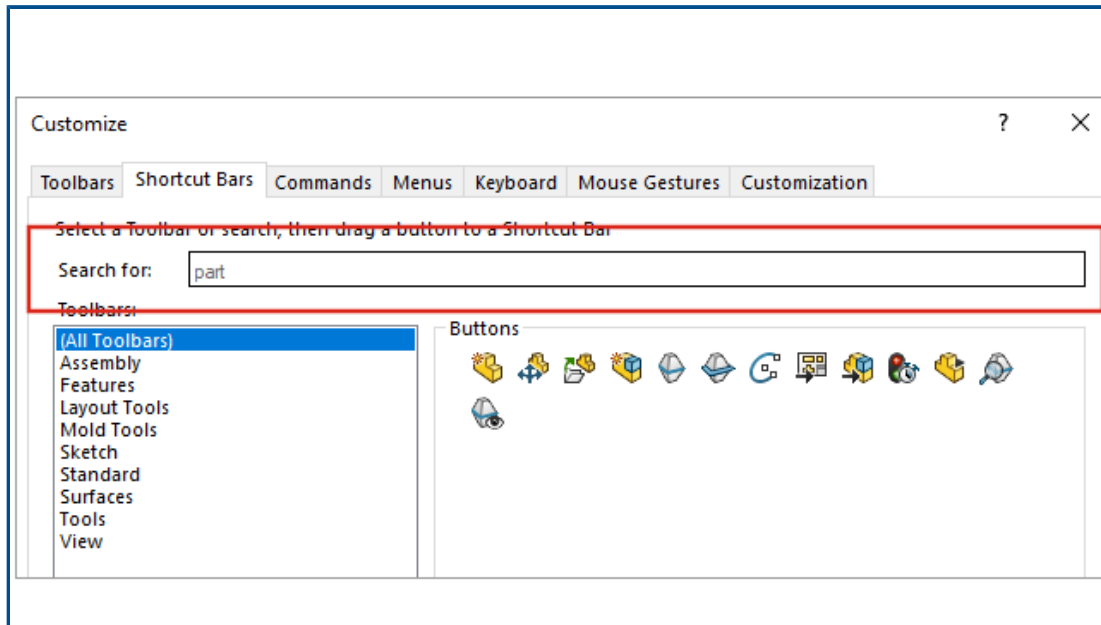 Customize ?
Toolbars Shortcut Bars Commands Menus Keyboard Mouse Gestures Customization
Select a Toolbar or search, then drag a button to a Shortcut Bar
Search for: part
Toolbars:
(All Toolbars)
Assembly
Features
Layout Tools
Mold Tools
Sketch
Standard
Surfaces
Tools
View
Buttons